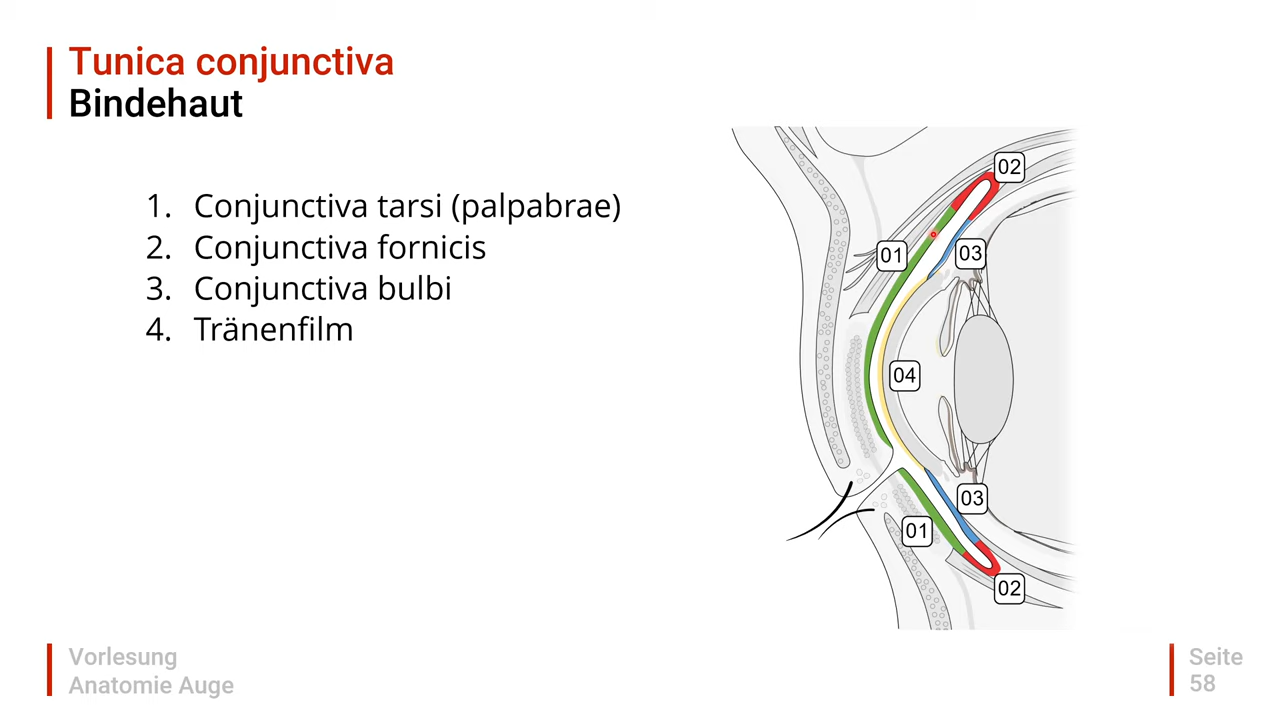 Tunica conjunctiva
Bindehaut
1. Conjunctiva tarsi (palpabrae)
2. Conjunctiva fornicis
3. Conjunctiva bulbi
4. Tränenfilm
02
01
03
04
03
01
02
Vorlesung
Anatomie Auge
Seite
58